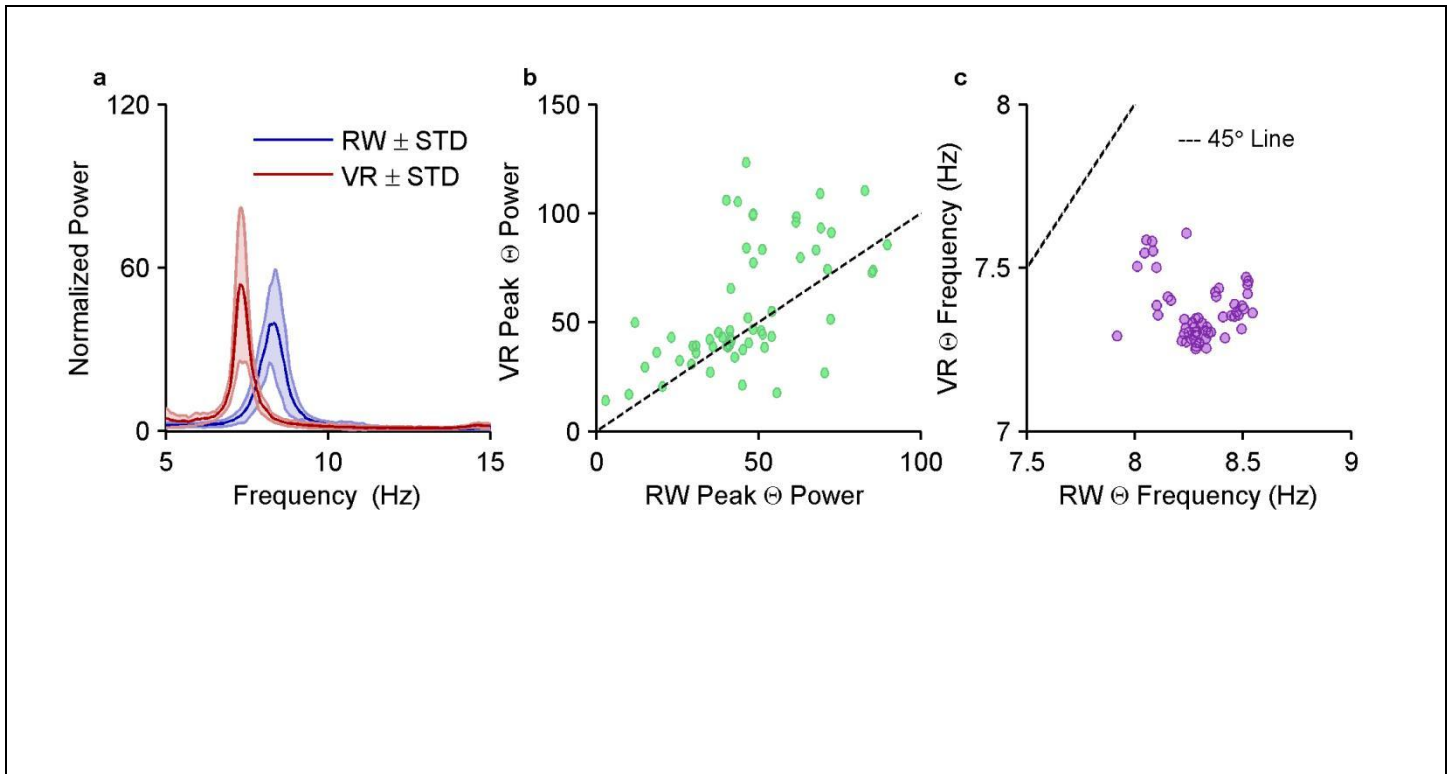 a
120
60
0
Normalized Power
RW ± STD
VR ± STD
5
10
15
Frequency (Hz)
b
150
100
50
0
VR Peak Θ Power
0
50
100
RW Peak Θ Power
c
8
7.5
7
VR Θ Frequency (Hz)
--- 45° Line
7.5
8
8.5
9
RW Θ Frequency (Hz)